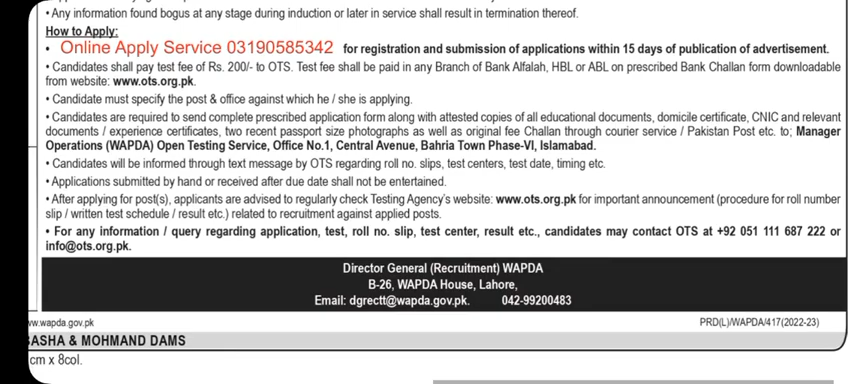 • Any information found bogus at any stage during induction or later in service shall result in termination thereof.
How to Apply:
• Online Apply Service 03190585342 for registration and submission of applications within 15 days of publication of advertisement.
• Candidates shall pay test fee of Rs. 200/- to OTS. Test fee shall be paid in any Branch of Bank Alfalah, HBL or ABL on prescribed Bank Challan form downloadable
from website: www.ots.org.pk.
• Candidate must specify the post & office against which he / she is applying.
• Candidates are required to send complete prescribed application form along with attested copies of all educational documents, domicile certificate, CNIC and relevant
documents / experience certificates, two recent passport size photographs as well as original fee Challan through courier service / Pakistan Post etc. to; Manager
Operations (WAPDA) Open Testing Service, Office No.1, Central Avenue, Bahria Town Phase-VI, Islamabad.
• Candidates will be informed through text message by OTS regarding roll no. slips, test centers, test date, timing etc.
• Applications submitted by hand or received after due date shall not be entertained.
• After applying for post(s), applicants are advised to regularly check Testing Agency's website: www.ots.org.pk for important announcement (procedure for roll number
slip / written test schedule / result etc.) related to recruitment against applied posts.
• For any information / query regarding application, test, roll no. slip, test center, result etc., candidates may contact OTS at +92 051 111 687 222 or
info@ots.org.pk.
Director General (Recruitment) WAPDA
B-26, WAPDA House, Lahore,
Email: dgrectt@wapda.gov.pk. 042-99200483
w.wapda.gov.pk PRD(L)/WAPDA/417(2022-23)
BASHA & MOHMAND DAMS
cm x 8col.